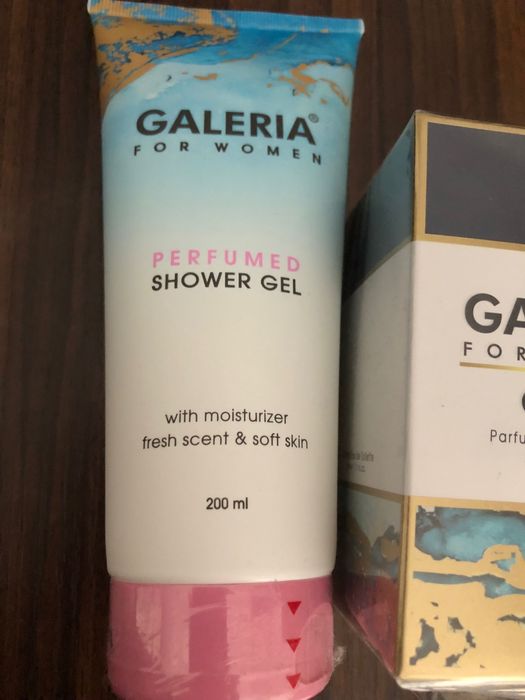 GALERIA®
FOR WOMEN
PERFUMED
SHOWER GEL
with moisturizer
fresh scent & soft skin
200 ml
GA
FOR
Parfu